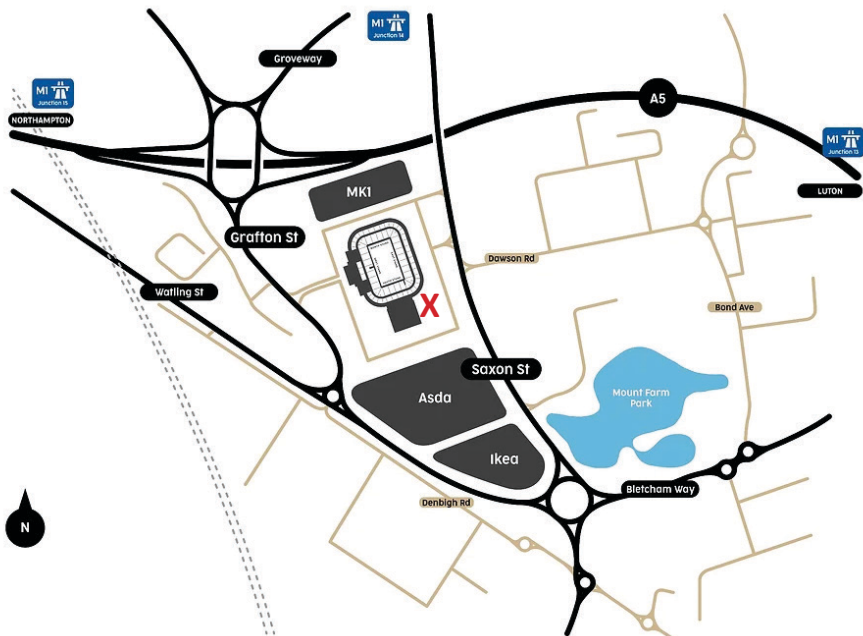 M1
Junction 14
Groveway
M1
Junction 15
NORTHAMPTON
A5
M1
Junction 13
LUTON
MK1
Grafton St
Dawson Rd
Watling St
X
Bond Ave
Saxon St
Asda
Mount Farm
Park
Ikea
Denbigh Rd
Bletcham Way
N